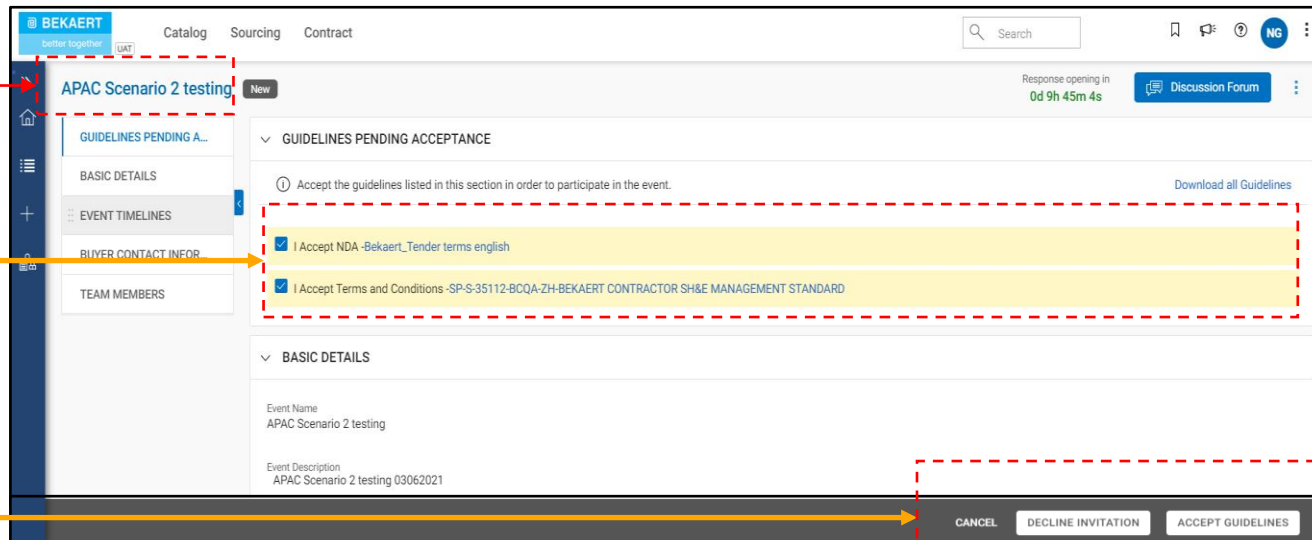 BEKAERT
better together
UAT
Catalog Sourcing Contract
Search
NG
APAC Scenario 2 testing New
Response opening in
0d 9h 45m 4s
Discussion Forum
GUIDELINES PENDING A...
BASIC DETAILS
EVENT TIMELINES
BUYER CONTACT INFOR...
TEAM MEMBERS
GUIDELINES PENDING ACCEPTANCE
Accept the guidelines listed in this section in order to participate in the event. Download all Guidelines
I Accept NDA -Bekaert_Tender terms english
I Accept Terms and Conditions -SP-S-35112-BCQA-ZH-BEKAERT CONTRACTOR SH&E MANAGEMENT STANDARD
BASIC DETAILS
Event Name
APAC Scenario 2 testing
Event Description
APAC Scenario 2 testing 03062021
CANCEL DECLINE INVITATION ACCEPT GUIDELINES